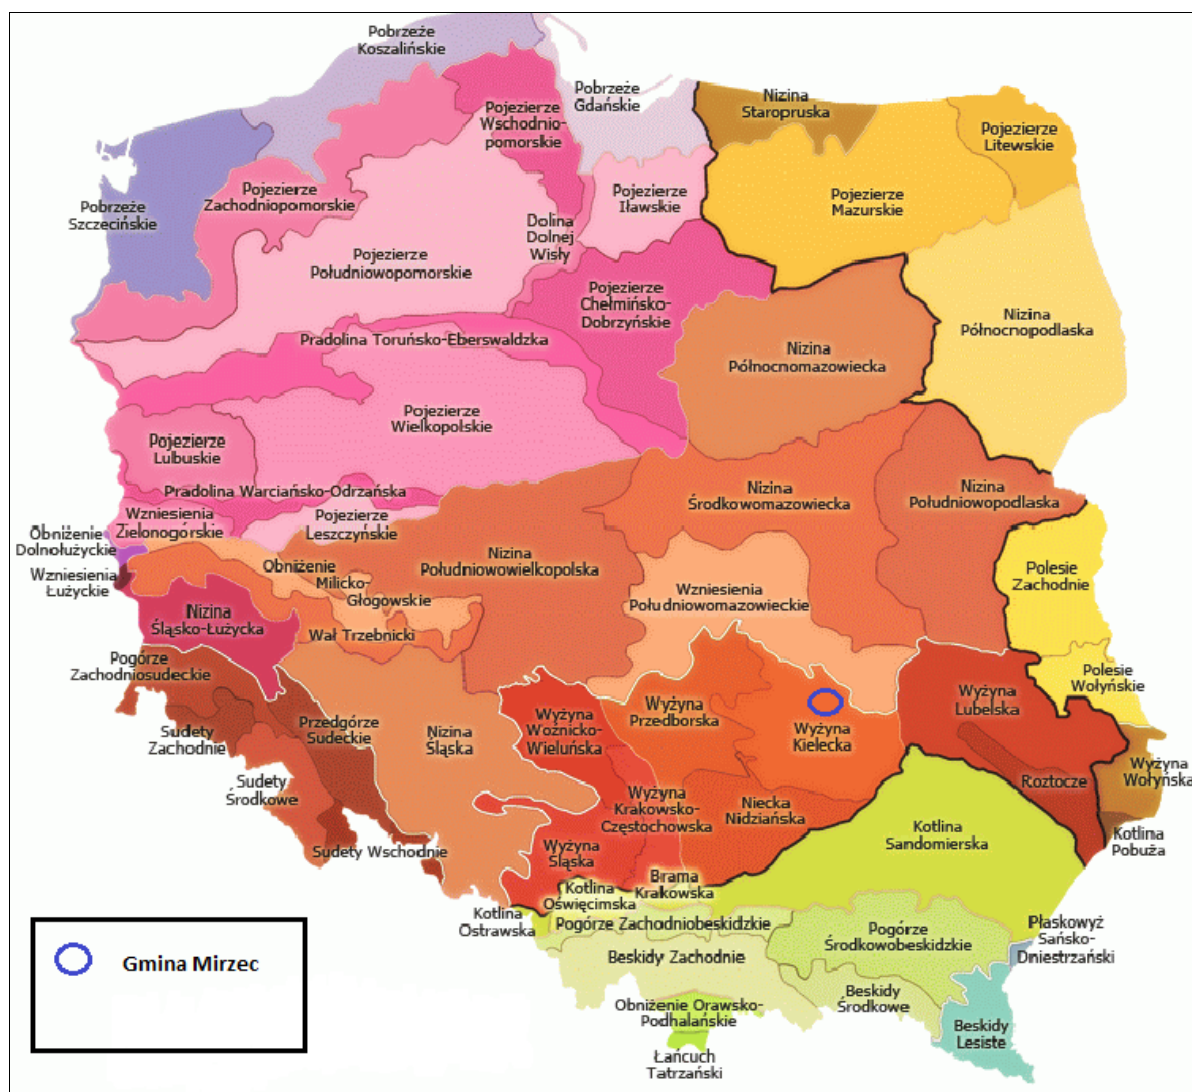 Pobrzeże
Koszalińskie
Pobrzeże
Gdańskie
Nizina
Staropruska
Pojezierze
Litewskie
Pojezierze
Wschodnio-
pomorskie
Pojezierze
Zachodniopomorskie
Pobrzeże
Szczecińskie
Pojezierze
Iławskie
Pojezierze
Mazurskie
Dolina
Dolnej
Wisły
Pojezierze
Południowopomorskie
Pojezierze
Chełmińsko-
Dobrzyńskie
Nizina
Północnopodlaska
Pradolina Toruńsko-Eberswaldzka
Nizina
Północnomazowiecka
Pojezierze
Wielkopolskie
Pojezierze
Lubuskie
Pradolina Warciańsko-Odrzańska
Nizina
Środkowomazowiecka
Nizina
Południowopodlaska
Wzniesienia
Zielonogórskie
Pojezierze
Leszczyńskie
Obniżenie
Dolnołużyckie
Wzniesienia
Łużyckie
Obniżenie
Milicko-
Głogowskie
Nizina
Południowowielkopolska
Wzniesienia
Południowomazowieckie
Polesie
Zachodnie
Nizina
Śląsko-Łużycka
Wał Trzebnicki
Pogórze
Zachodniosudeckie
Polesie
Wołyńskie
Wyżyna
Lubelska
Wyżyna
Przedborska
Wyżyna
Woźnicko-
Wieluńska
Wyżyna
Kielecka
Sudety
Zachodnie
Przedgórze
Sudeckie
Nizina
Śląska
Wyżyna
Wołyńska
Roztocze
Sudety
Środkowe
Wyżyna
Krakowsko-
Częstochowska
Niecka
Nidziańska
Kotlina
Sandomierska
Kotlina
Pobuża
Sudety Wschodnie
Wyżyna
Śląska
Brama
Krakowska
Kotlina
Oświęcimska
Kotlina
Ostrawska
Pogórze Zachodniobeskidzkie
Pogórze
Środkowobeskidzkie
Płaskowyż
Sańsko-
Dniestrzański
Beskidy Zachodnie
Beskidy
Środkowe
Obniżenie Orawsko-
Podhalańskie
Beskidy
Lesiste
Łańcuch
Tatrzański
Gmina Mirzec